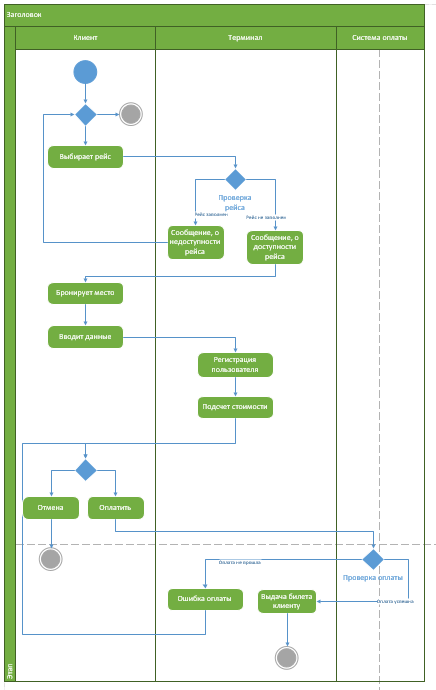 Заголовок
Клиент
Терминал
Система оплаты
Выбирает рейс
Проверка
рейса
Рейс заполнен
Рейс не заполнен
Сообщение, о
недоступности
рейса
Сообщение, о
доступности
рейса
Бронирует место
Вводит данные
Регистрация
пользователя
Подсчет стоимости
Отмена
Оплатить
Проверка оплаты
Оплата не прошла
Оплата успешна
Ошибка оплаты
Выдача билета
клиенту
Этап